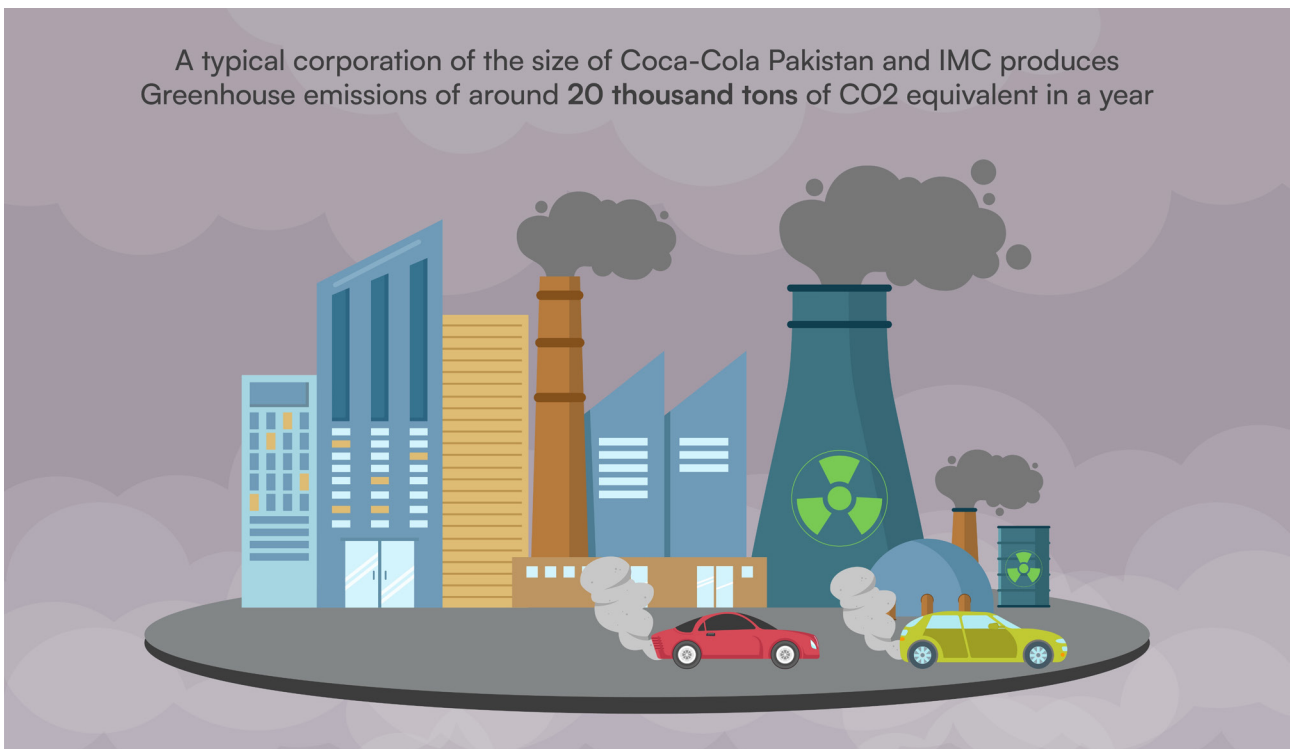 A typical corporation of the size of Coca-Cola Pakistan and IMC produces
Greenhouse emissions of around 20 thousand tons of CO2 equivalent in a year